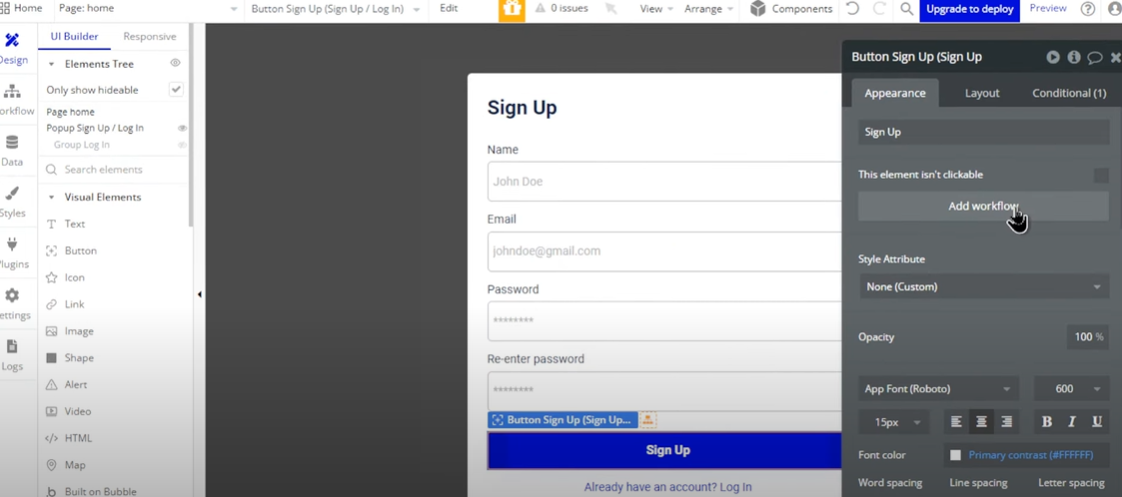 Home
Page: home
Button Sign Up (Sign Up / Log In)
Edit
0 issues
View
Arrange
Components
Upgrade to deploy
Preview
UI Builder
Responsive
Design
Elements Tree
Only show hideable
orkflow
Page home
Popup Sign Up / Log In
Group Log In
Data
Search elements
Visual Elements
Styles
Text
Button
lugins
Icon
Link
ettings
Image
Shape
Logs
Alert
Video
</> HTML
Map
Built on Bubble
Sign Up
Name
John Doe
Email
johndoe@gmail.com
Password
********
Re-enter password
********
Button Sign Up (Sign Up...
Sign Up
Already have an account? Log In
Button Sign Up (Sign Up
Appearance
Layout
Conditional (1)
Sign Up
This element isn't clickable
Add workflow
Style Attribute
None (Custom)
Opacity
100 %
App Font (Roboto)
600
15px
B I U
Font color
Primary contrast (#FFFFFF)
Word spacing
Line spacing
Letter spacing